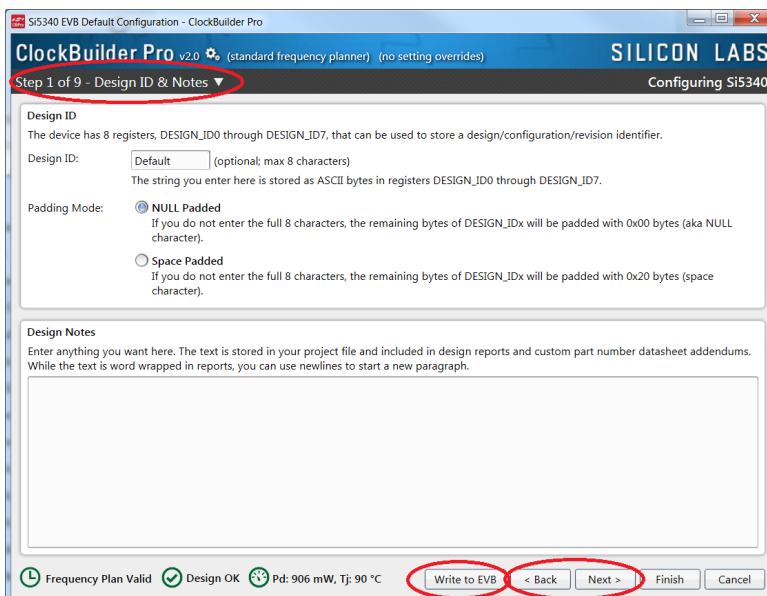 Si5340 EVB Default Configuration - ClockBuilder Pro
ClockBuilder Pro v2.0 (standard frequency planner) (no setting overrides) SILICON LABS
Step 1 of 9 - Design ID & Notes ▼ Configuring Si5340
Design ID
The device has 8 registers, DESIGN_ID0 through DESIGN_ID7, that can be used to store a design/configuration/revision identifier.
Design ID: Default (optional; max 8 characters)
The string you enter here is stored as ASCII bytes in registers DESIGN_ID0 through DESIGN_ID7.
Padding Mode: NULL Padded
If you do not enter the full 8 characters, the remaining bytes of DESIGN_IDx will be padded with 0x00 bytes (aka NULL
character).
Space Padded
If you do not enter the full 8 characters, the remaining bytes of DESIGN_IDx will be padded with 0x20 bytes (space
character).
Design Notes
Enter anything you want here. The text is stored in your project file and included in design reports and custom part number datasheet addendums.
While the text is word wrapped in reports, you can use newlines to start a new paragraph.
Frequency Plan Valid Design OK Pd: 906 mW, Tj: 90 °C Write to EVB < Back Next > Finish Cancel